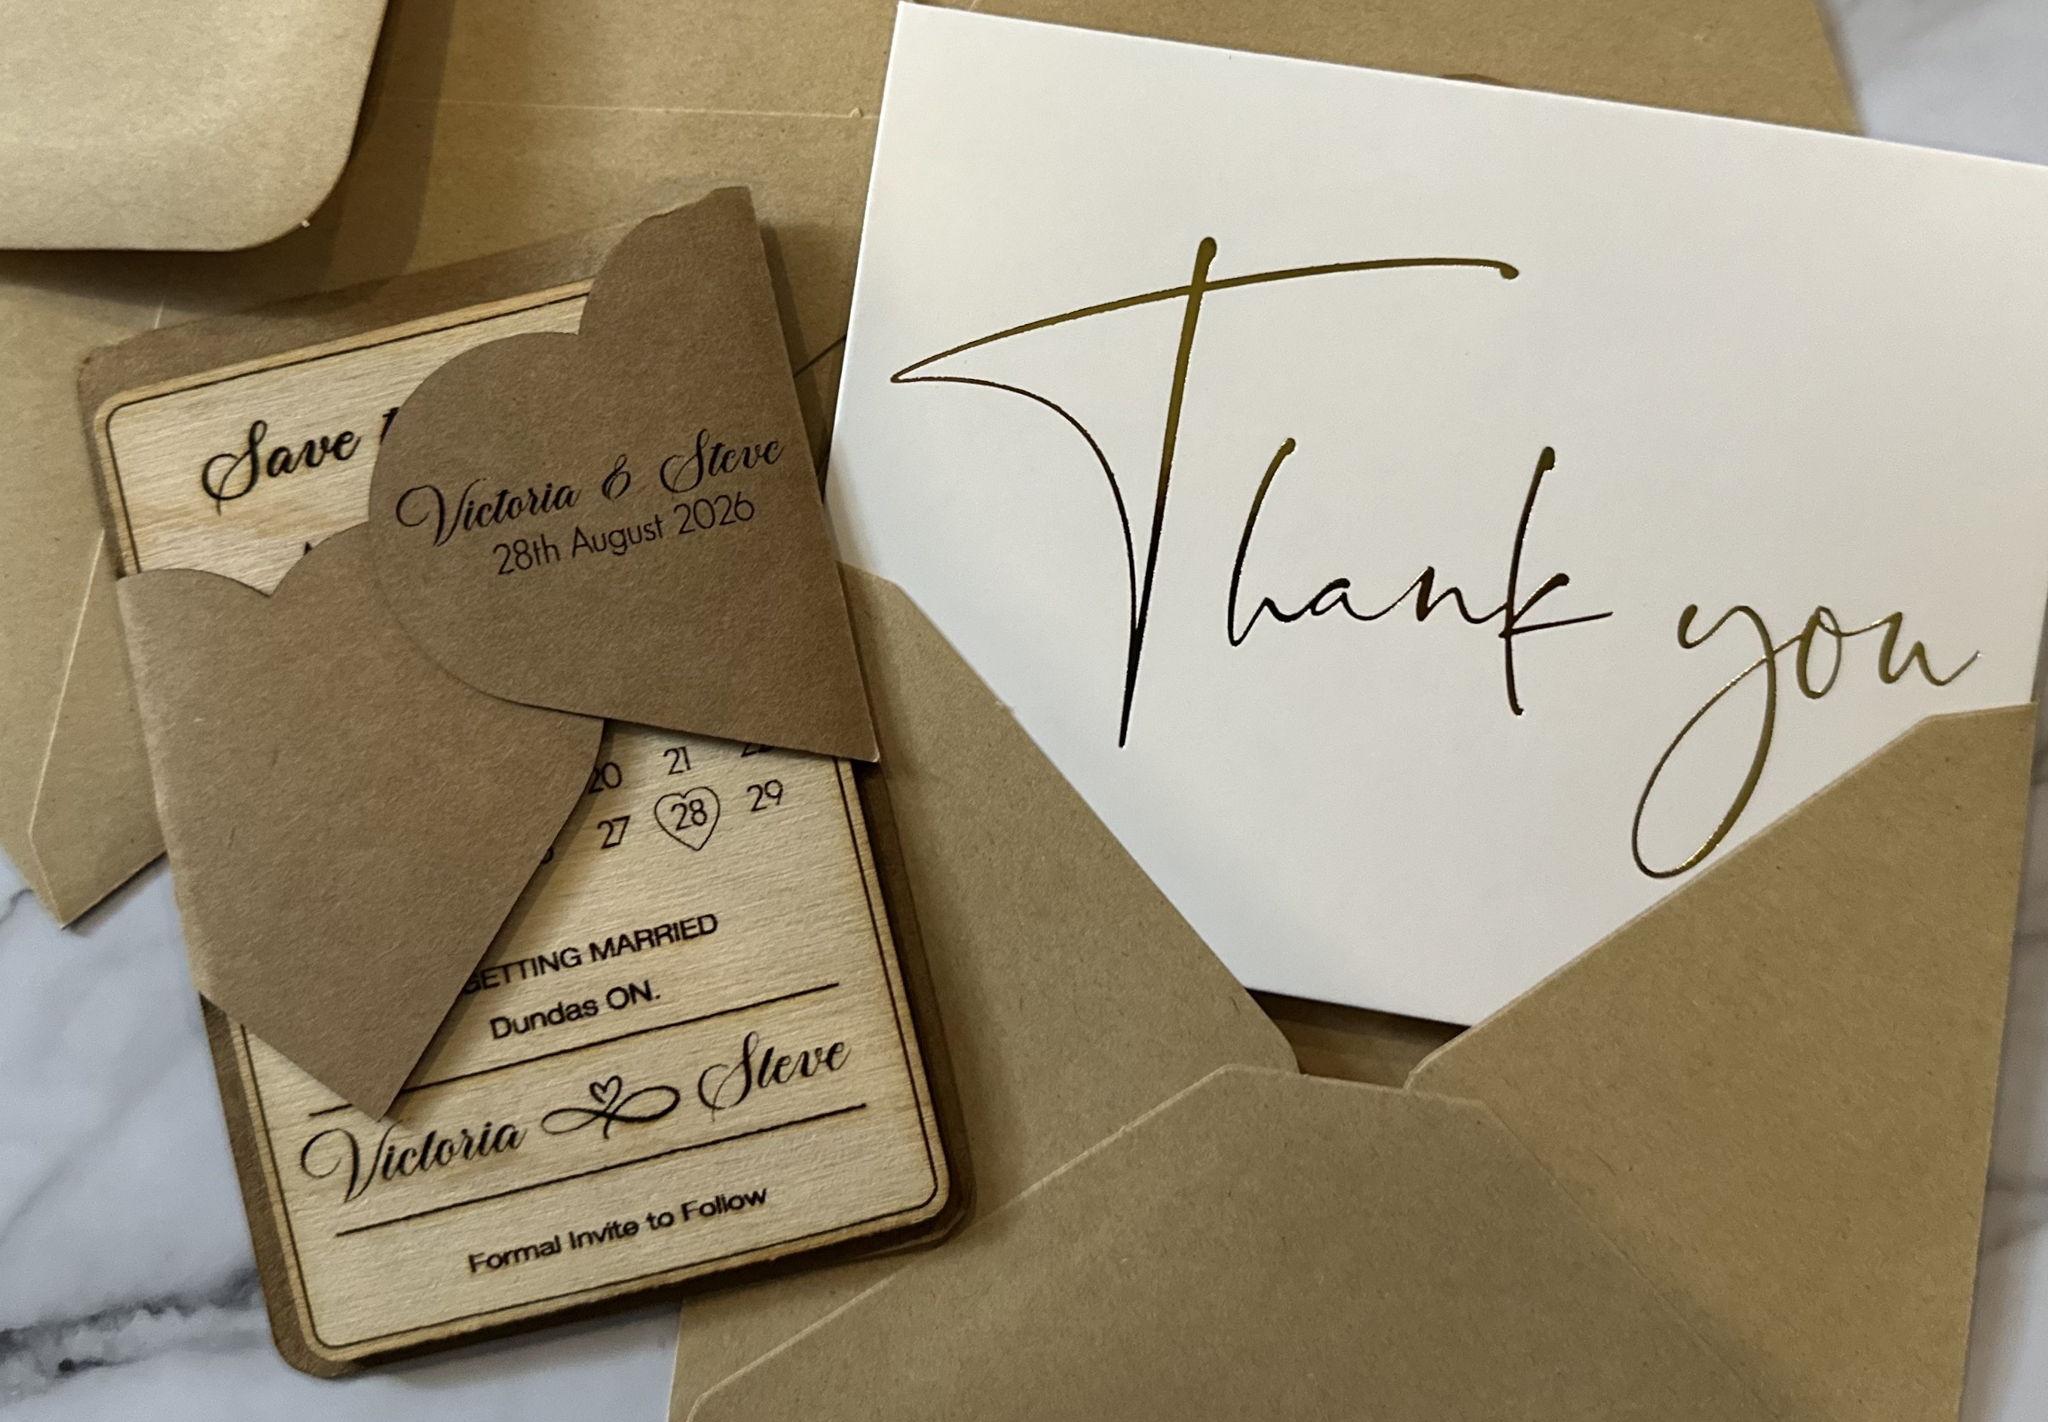 Save
Victoria & Steve
28th August 2026
20 21
27 28 29
GETTING MARRIED
Dundas ON.
Victoria Steve
Formal Invite to Follow
Thank you